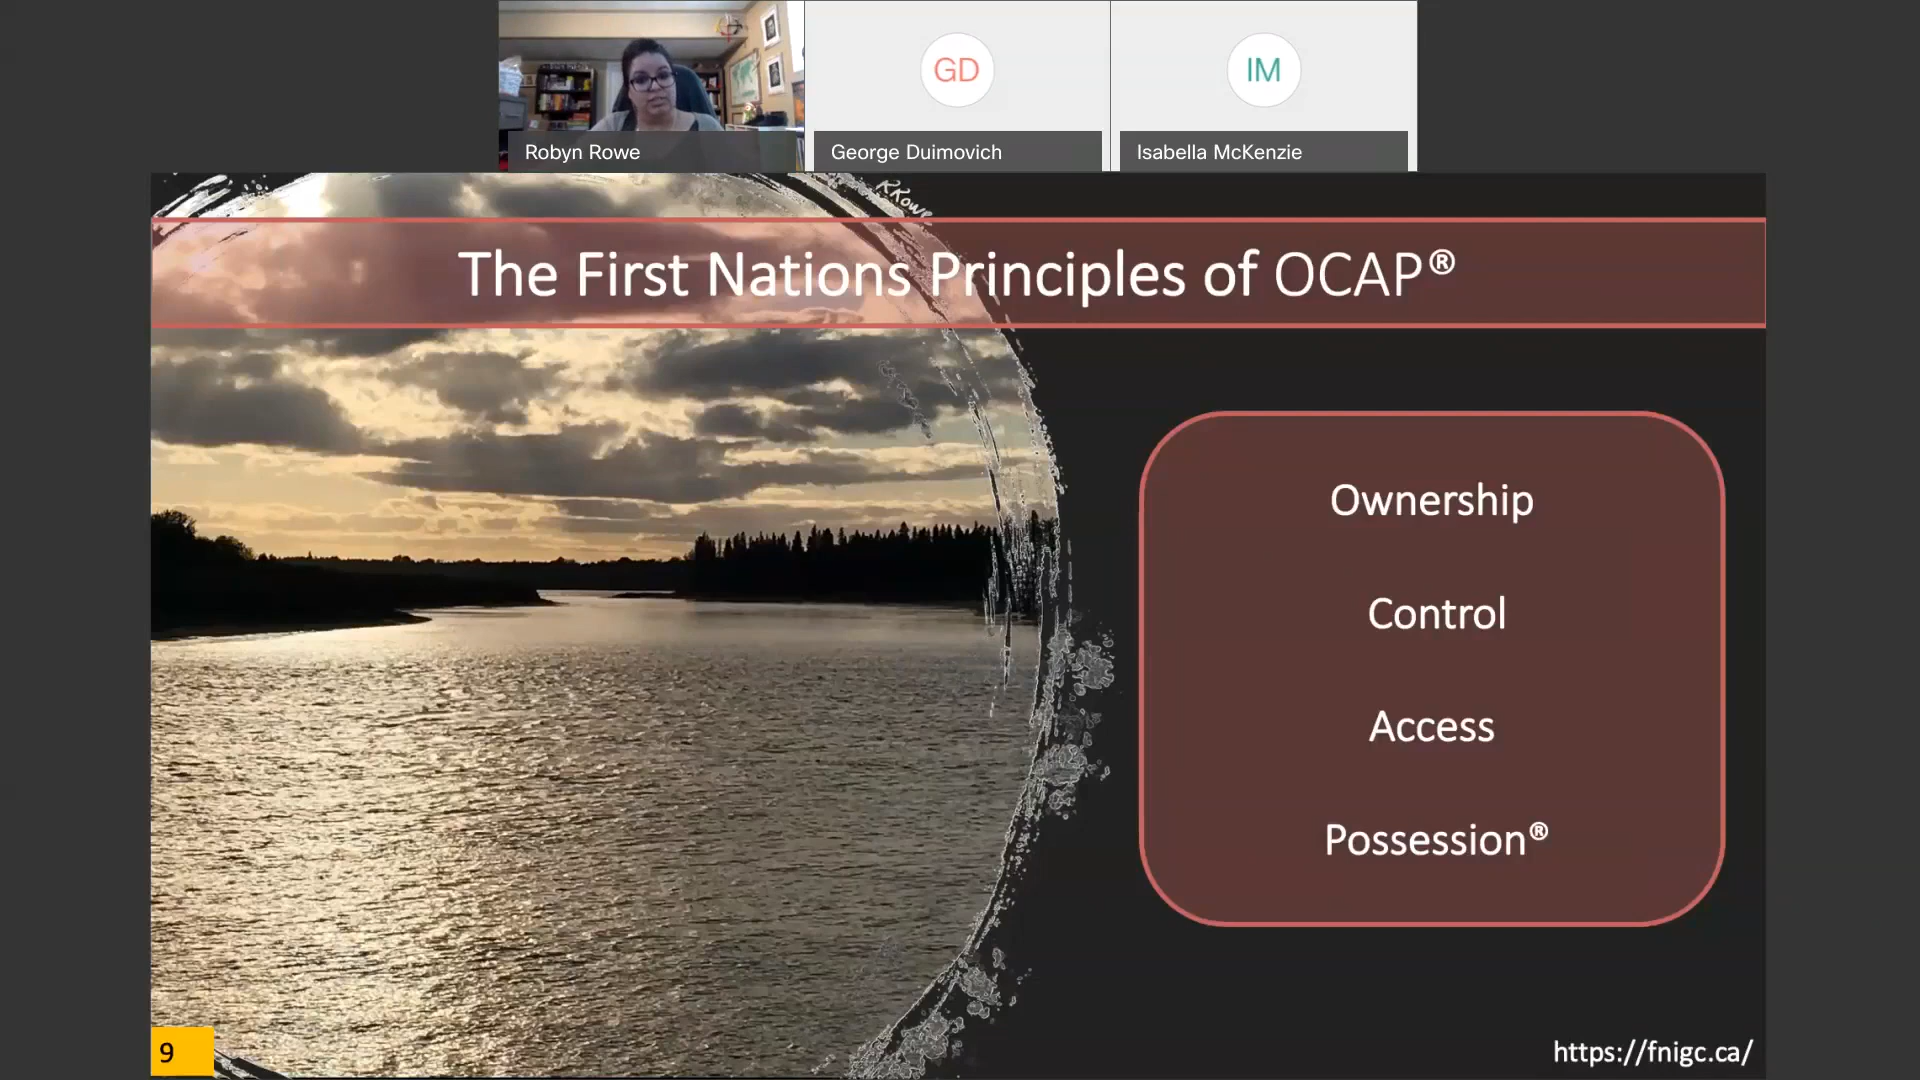 GD
IM
Robyn Rowe
George Duimovich
Isabella McKenzie
RRowe
The First Nations Principles of OCAP®
Ownership
Control
Access
Possession®
9
https://fnigc.ca/